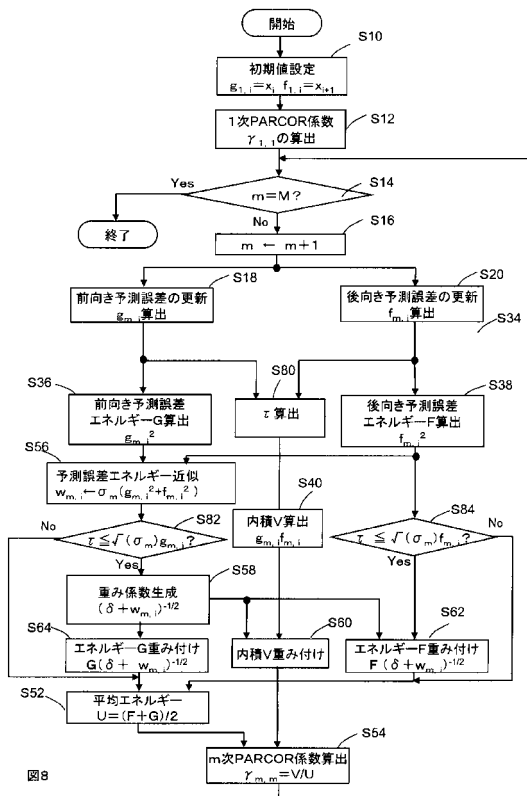 開始
S10
初期値設定
g1,i=xi f1,i=xi+1
S12
1次PARCOR係数
γ1,1の算出
S14
Yes
m=M?
No
終了
S16
m ← m+1
S18
前向き予測誤差の更新
gm,i算出
S20
後向き予測誤差の更新
fm,i算出
S34
S36
前向き予測誤差
エネルギーG算出
gm,i²
S80
τ算出
S38
後向き予測誤差
エネルギーF算出
fm,i²
S56
予測誤差エネルギー近似
wm,i←σm(gm,i²+fm,i²)
S40
内積V算出
gm,ifm,i
S82
No
τ≦√(σm)gm,i?
Yes
S84
τ ≦√(σm)fm,i?
No
Yes
S58
重み係数生成
(δ+wm,i)-1/2
S64
エネルギーG重み付け
G(δ+ wm,i)-1/2
S60
内積V重み付け
S62
エネルギーF重み付け
F(δ+wm,i)-1/2
S52
平均エネルギー
U=(F+G)/2
S54
m次PARCOR係数算出
γm,m=V/U
図8